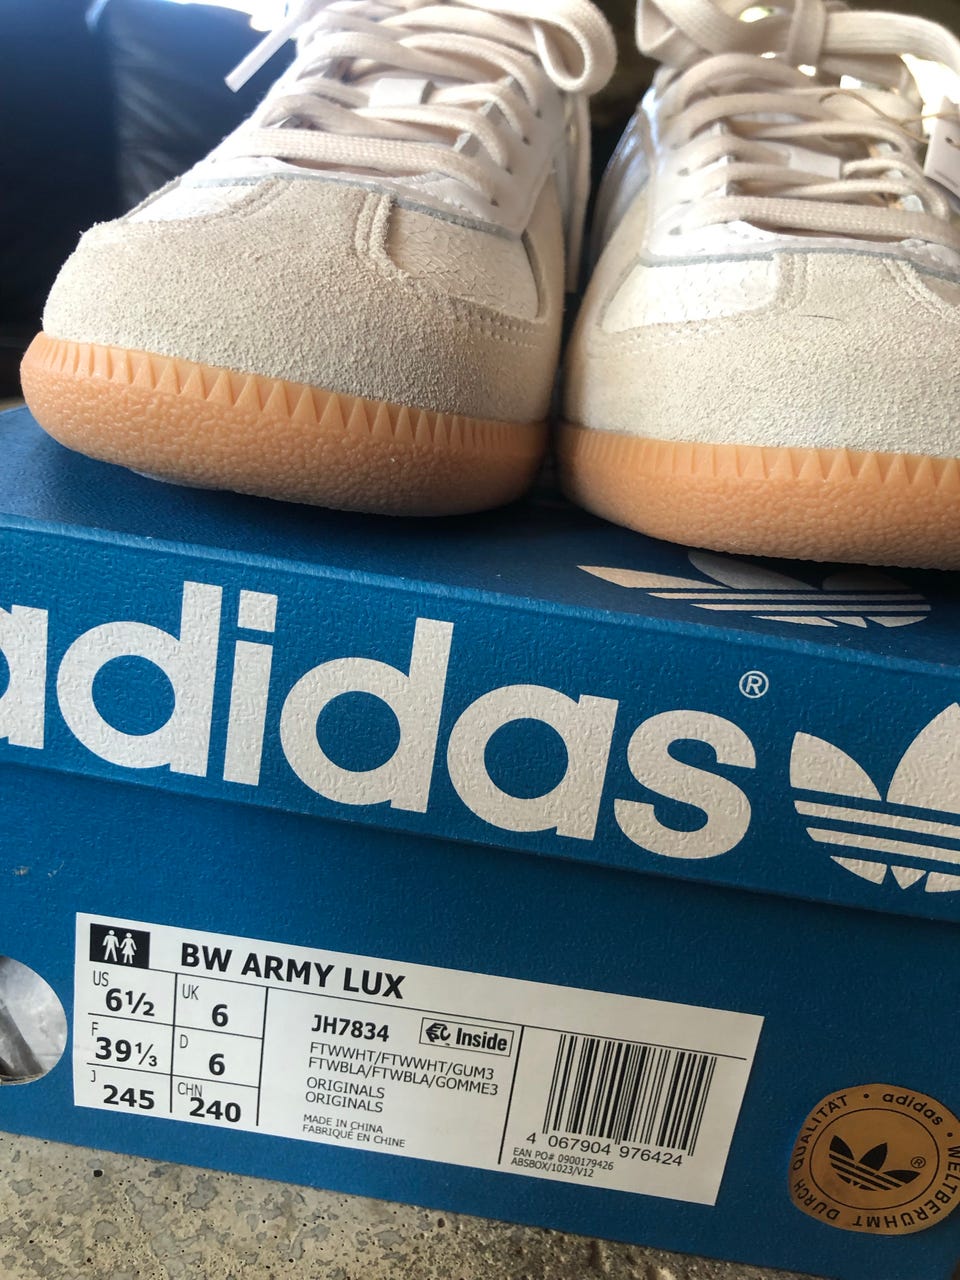 adidas®
BW ARMY LUX
US
6½
UK
6
F
39⅓
D
6
J
245
CHN
240
JH7834
Inside
FTWWHT/FTWWHT/GUM3
FTWBLA/FTWBLA/GOMME3
ORIGINALS
ORIGINALS
MADE IN CHINA
FABRIQUÉ EN CHINE
4 067904 976424
EAN PO# 0900179426
ABSBOX/1023/V12
DURCH QUALITÄT • adidas • WELTBERÜHMT
®